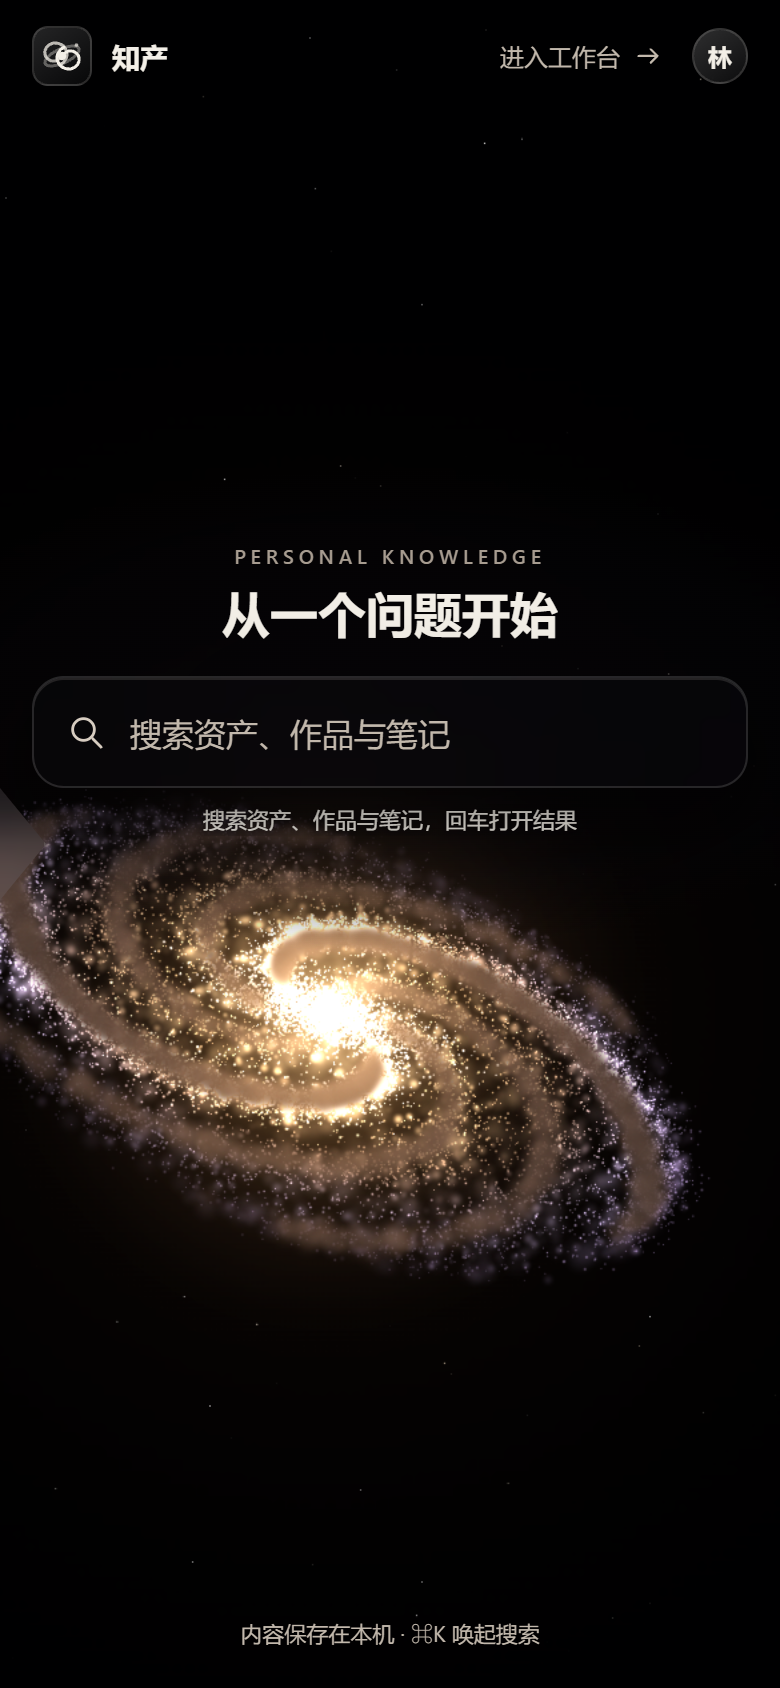 知产
进入工作台 →
林
PERSONAL KNOWLEDGE
从一个问题开始
搜索资产、作品与笔记
搜索资产、作品与笔记，回车打开结果
内容保存在本机 · ⌘K 唤起搜索